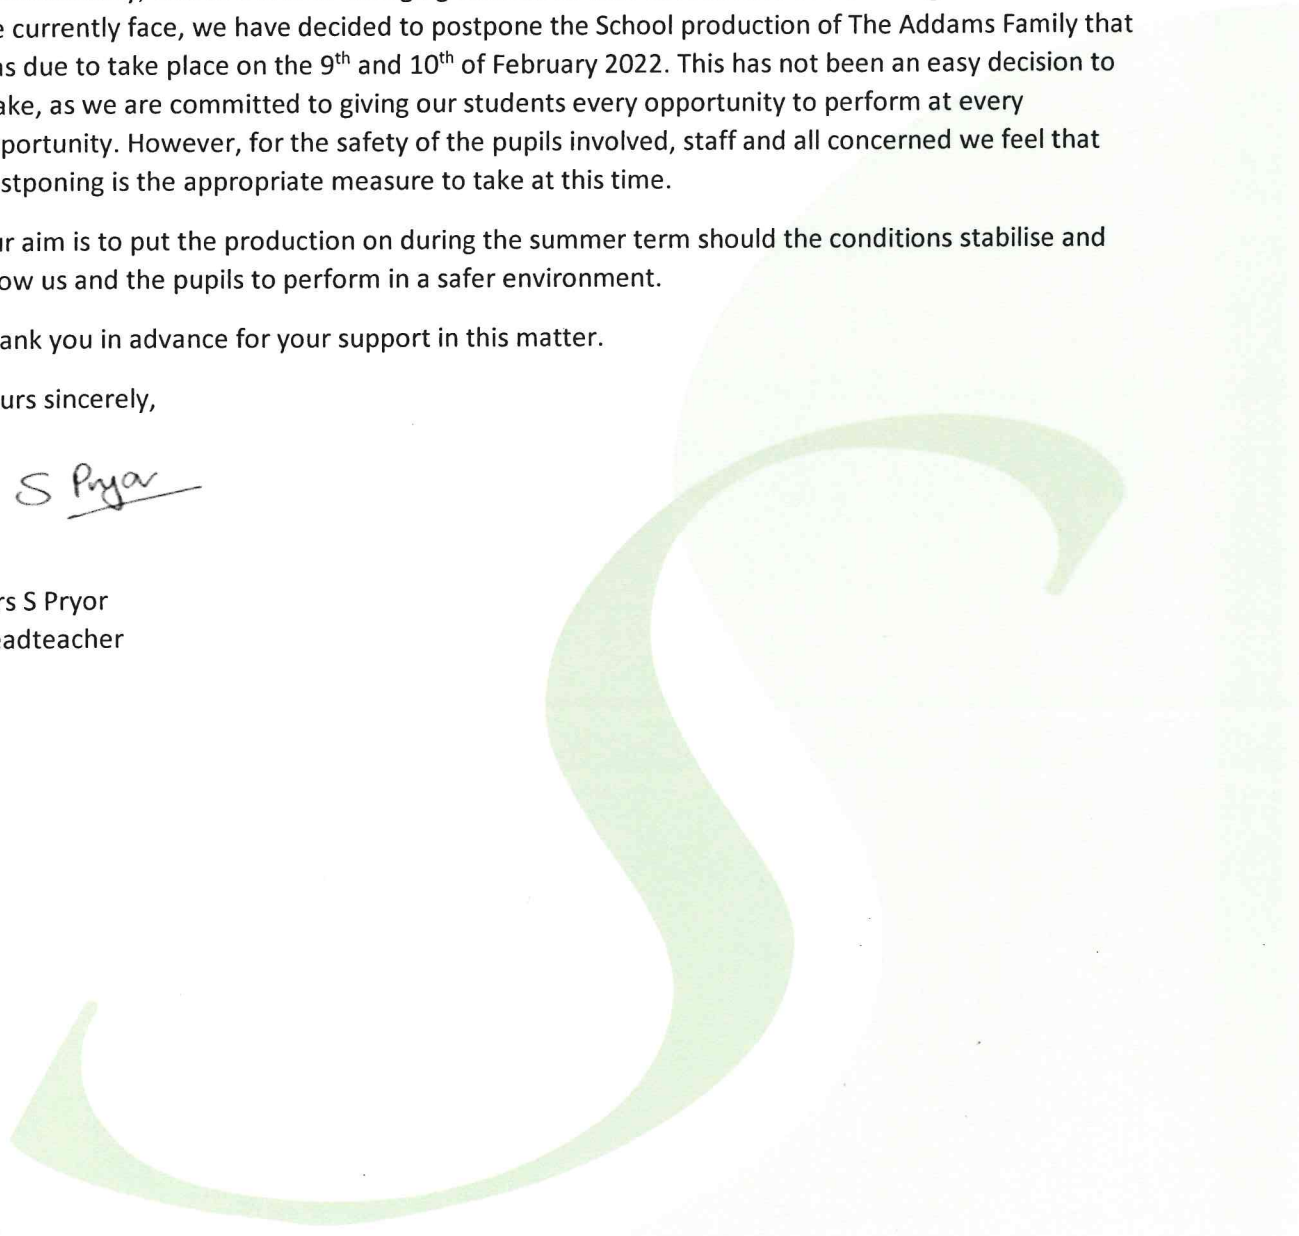 e currently face, we have decided to postpone the School production of The Addams Family that
as due to take place on the 9th and 10th of February 2022. This has not been an easy decision to
ake, as we are committed to giving our students every opportunity to perform at every
portunity. However, for the safety of the pupils involved, staff and all concerned we feel that
stponing is the appropriate measure to take at this time.
ur aim is to put the production on during the summer term should the conditions stabilise and
ow us and the pupils to perform in a safer environment.
ank you in advance for your support in this matter.
urs sincerely,
S Pryor
rs S Pryor
eadteacher
S